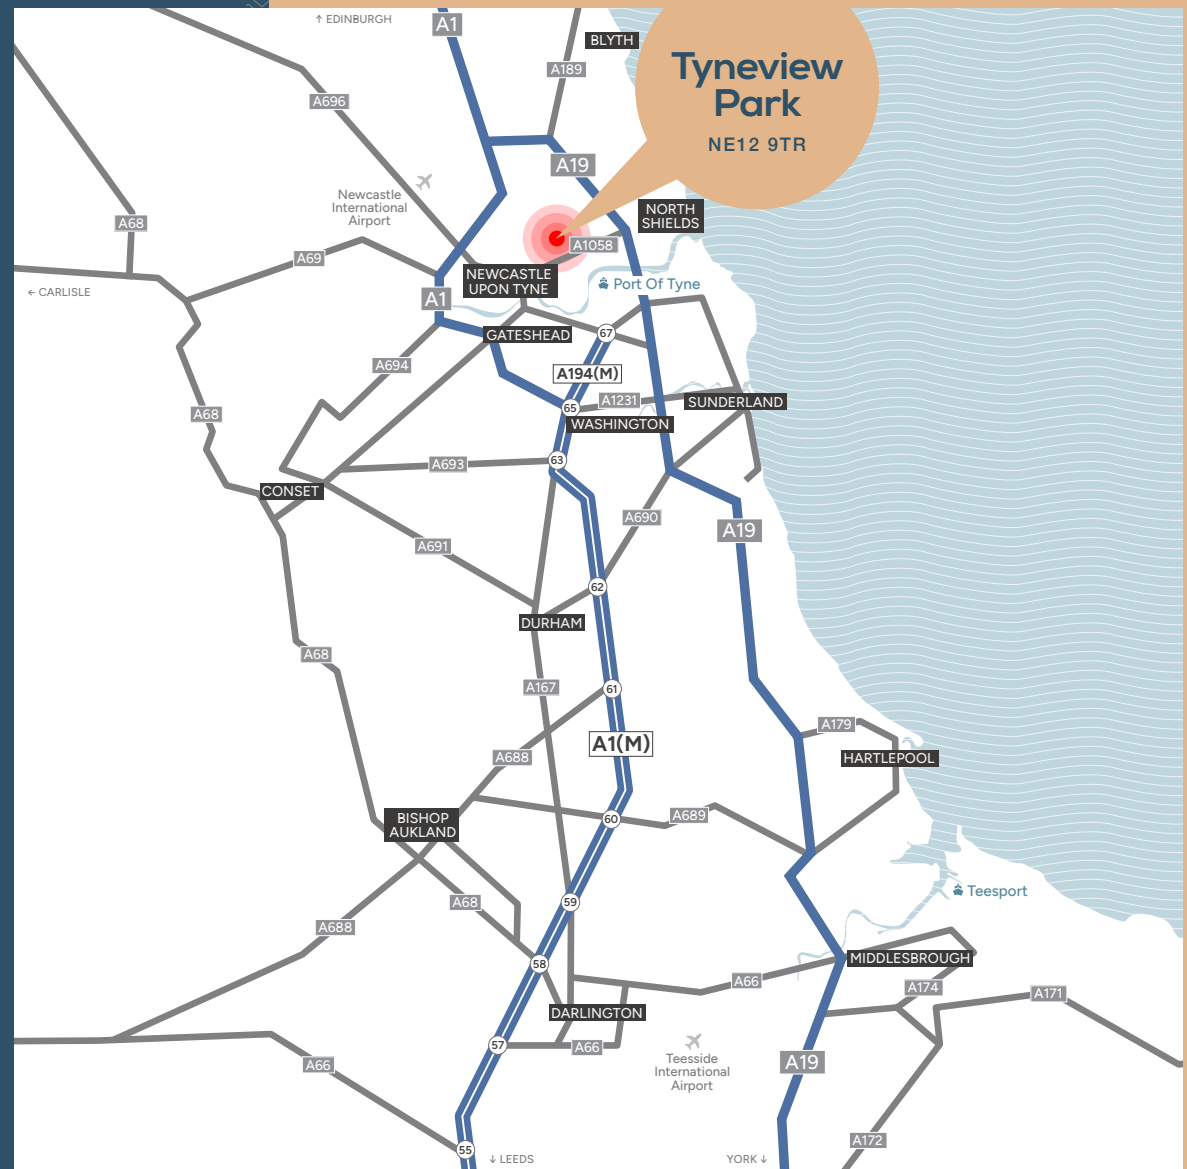 ↑ EDINBURGH
A1
BLYTH
A189
Tyneview
Park
NE12 9TR
A696
A19
Newcastle
International
Airport
NORTH
SHIELDS
A68
A1058
A69
NEWCASTLE
UPON TYNE
Port Of Tyne
← CARLISLE
A1
GATESHEAD
67
A694
A194(M)
A1231
SUNDERLAND
65
A68
WASHINGTON
63
A693
CONSET
A690
A19
A691
62
DURHAM
A68
A167
61
A179
A1(M)
A688
HARTLEPOOL
A689
60
BISHOP
AUKLAND
Teesport
A68
59
A688
MIDDLESBROUGH
58
A66
A174
A171
DARLINGTON
57
A66
Teesside
International
Airport
A19
A66
A172
55
↓ LEEDS
YORK ↓